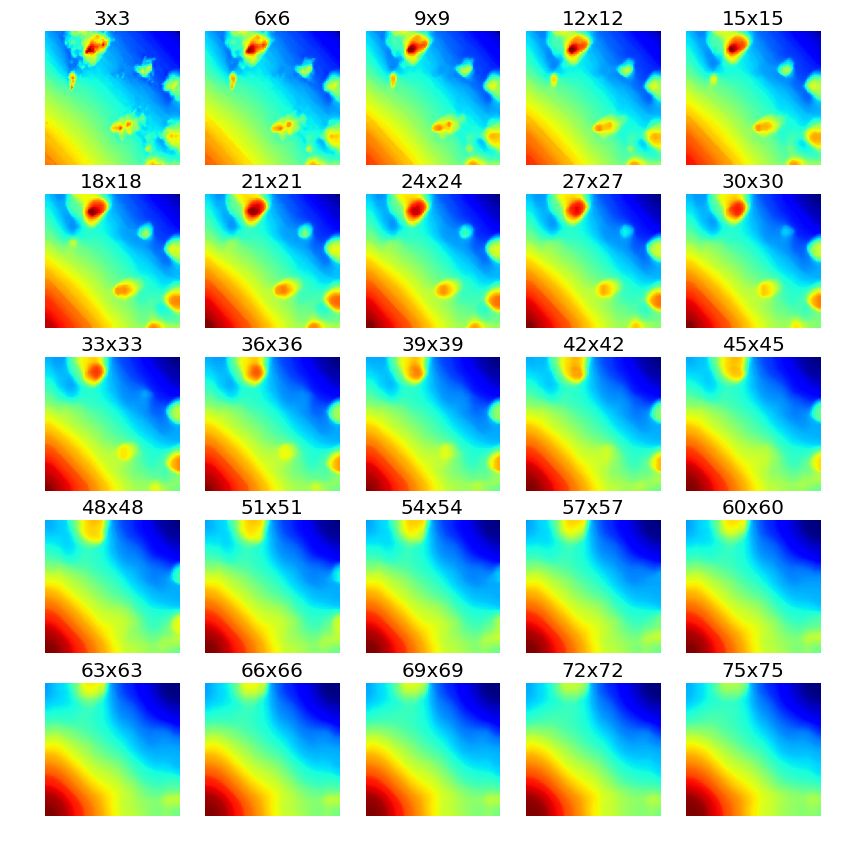 3x3 6x6 9x9 12x12 15x15
18x18 21x21 24x24 27x27 30x30
33x33 36x36 39x39 42x42 45x45
48x48 51x51 54x54 57x57 60x60
63x63 66x66 69x69 72x72 75x75